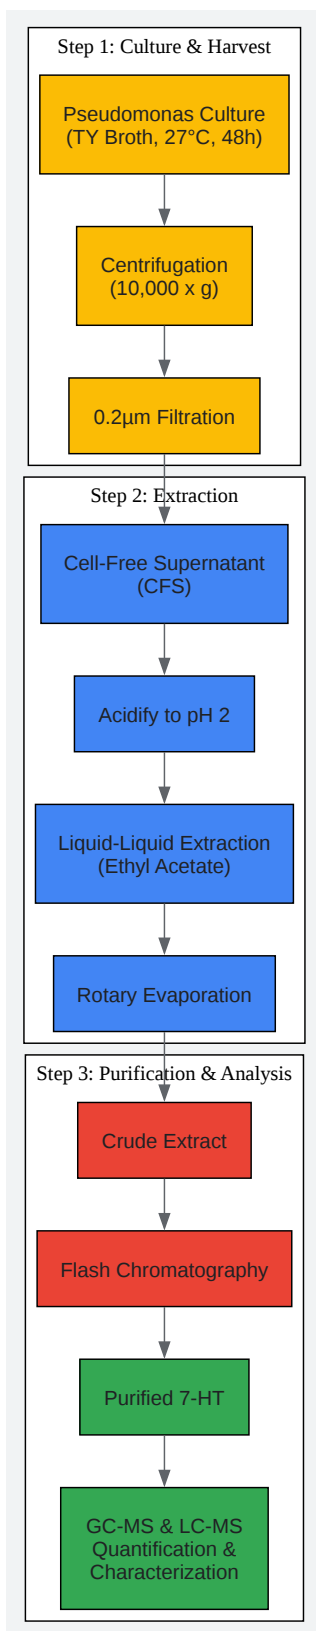 Step 1: Culture & Harvest
Pseudomonas Culture
(TY Broth, 27°C, 48h)
Centrifugation
(10,000 x g)
0.2µm Filtration
Step 2: Extraction
Cell-Free Supernatant
(CFS)
Acidify to pH 2
Liquid-Liquid Extraction
(Ethyl Acetate)
Rotary Evaporation
Step 3: Purification & Analysis
Crude Extract
Flash Chromatography
Purified 7-HT
GC-MS & LC-MS
Quantification &
Characterization